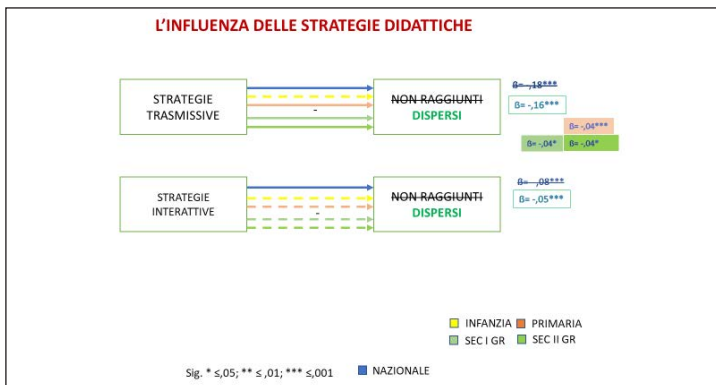 L'INFLUENZA DELLE STRATEGIE DIDATTICHE
STRATEGIE
TRASMISSIVE
-
NON RAGGIUNTI
DISPERSI
ß= -,18***
ß= -,16***
ß= -,04***
ß= -,04*
ß= -,04*
STRATEGIE
INTERATTIVE
-
NON RAGGIUNTI
DISPERSI
ß= -,08***
ß= -,05***
INFANZIA
PRIMARIA
SEC I GR
SEC II GR
Sig. * ≤,05; ** ≤ ,01; *** ≤,001
NAZIONALE